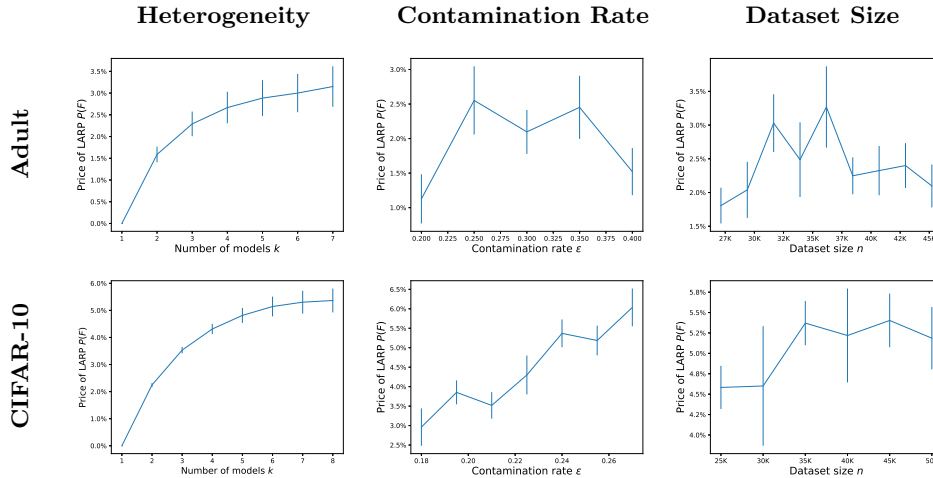 Heterogeneity Contamination Rate Dataset Size
Adult
Price of LARP P(F)
3.5%
3.0%
2.5%
2.0%
1.5%
1.0%
0.5%
0.0%
1 2 3 4 5 6 7
Number of models k
Price of LARP P(F)
3.0%
2.5%
2.0%
1.5%
1.0%
0.200 0.225 0.250 0.275 0.300 0.325 0.350 0.375 0.400
Contamination rate ε
Price of LARP P(F)
3.5%
3.0%
2.5%
2.0%
1.5%
27K 30K 32K 35K 38K 40K 42K 45K
Dataset size n
CIFAR-10
Price of LARP P(F)
6.0%
5.0%
4.0%
3.0%
2.0%
1.0%
0.0%
1 2 3 4 5 6 7 8
Number of models k
Price of LARP P(F)
6.5%
6.0%
5.5%
5.0%
4.5%
4.0%
3.5%
3.0%
2.5%
0.18 0.20 0.22 0.24 0.26
Contamination rate ε
Price of LARP P(F)
5.8%
5.5%
5.2%
5.0%
4.8%
4.5%
4.2%
4.0%
25K 30K 35K 40K 45K 50
Dataset size n